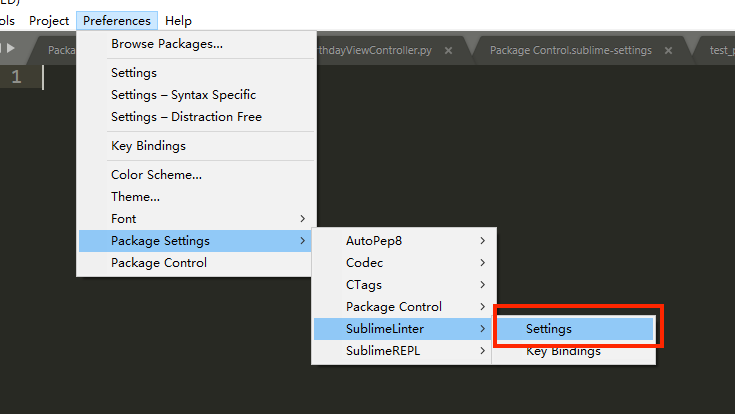 ols Project Preferences Help
Browse Packages...
Settings
Settings – Syntax Specific
Settings – Distraction Free
Key Bindings
Color Scheme...
Theme...
Font
Package Settings
Package Control
AutoPep8
Codec
CTags
Package Control
SublimeLinter
SublimeREPL
Settings
Key Bindings
Packag
rthdayViewController.py
Package Control.sublime-settings
test_p
1